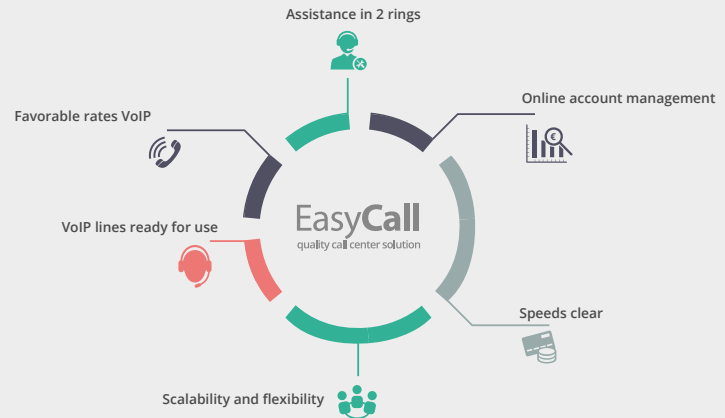 Assistance in 2 rings
Online account management
Favorable rates VoIP
€
EasyCall
quality call center solution
VoIP lines ready for use
Speeds clear
Scalability and flexibility